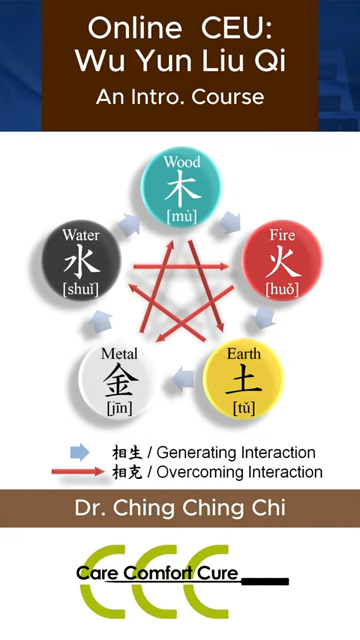 Online CEU:
Wu Yun Liu Qi
An Intro. Course
Wood
木
[mù]
Water
水
[shuǐ]
Fire
火
[huǒ]
Metal
金
[jīn]
Earth
土
[tǔ]
相生 / Generating Interaction
相克 / Overcoming Interaction
Dr. Ching Ching Chi
CCC
Care Comfort Cure